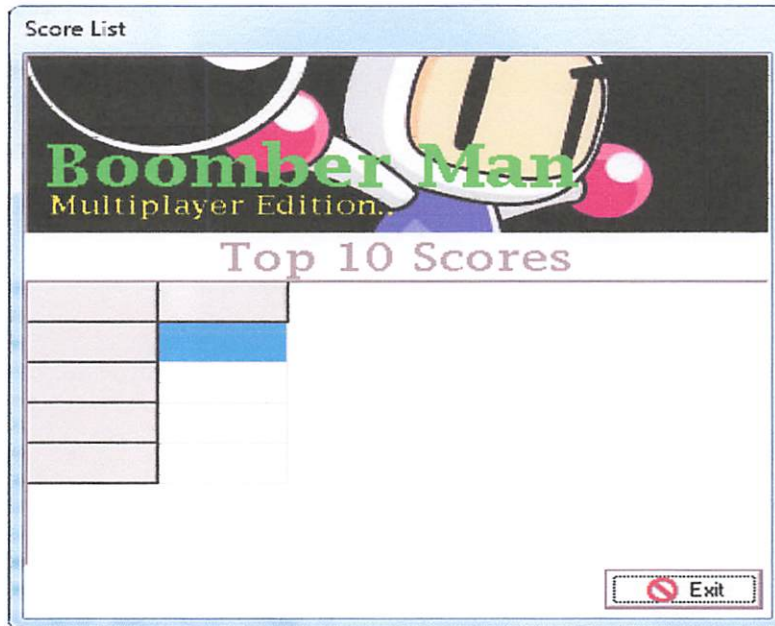 Score List
Boomber Man
Multiplayer Edition..
Top 10 Scores
Exit